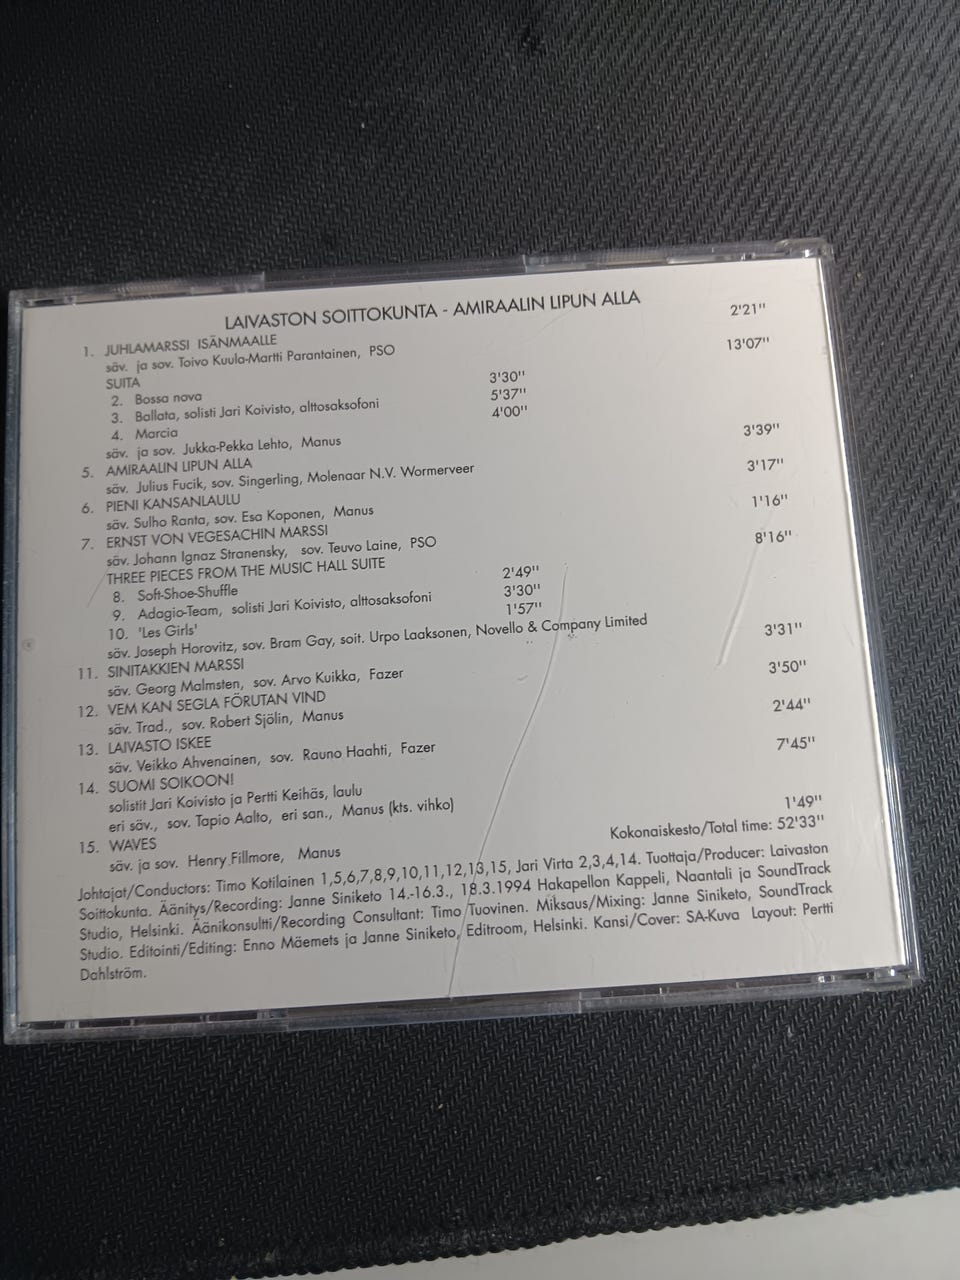 LAIVASTON SOITTOKUNTA - AMIRAALIN LIPUN ALLA
1. JUHLAMARSSI ISÄNMAALLE 2'21"
säv. ja sov. Toivo Kuula-Martti Parantainen, PSO
SUITA 13'07"
2. Bossa nova 3'30"
3. Ballata, solisti Jari Koivisto, alttosaksofoni 5'37"
4. Marcia 4'00"
säv. ja sov. Jukka-Pekka Lehto, Manus
5. AMIRAALIN LIPUN ALLA 3'39"
säv. Julius Fucik, sov. Singerling, Molenaar N.V. Wormerveer
6. PIENI KANSANLAULU 3'17"
säv. Sulho Ranta, sov. Esa Koponen, Manus
7. ERNST VON VEGESACHIN MARSSI 1'16"
säv. Johann Ignaz Stranensky, sov. Teuvo Laine, PSO
THREE PIECES FROM THE MUSIC HALL SUITE 8'16"
8. Soft-Shoe-Shuffle 2'49"
9. Adagio-Team, solisti Jari Koivisto, alttosaksofoni 3'30"
10. 'Les Girls' 1'57"
säv. Joseph Horovitz, sov. Bram Gay, soit. Urpo Laaksonen, Novello & Company Limited
11. SINITAKKIEN MARSSI 3'31"
säv. Georg Malmsten, sov. Arvo Kuikka, Fazer
12. VEM KAN SEGLA FÖRUTAN VIND 3'50"
säv. Trad., sov. Robert Sjölin, Manus
13. LAIVASTO ISKEE 2'44"
säv. Veikko Ahvenainen, sov. Rauno Haahti, Fazer
14. SUOMI SOIKOON! 7'45"
solistit Jari Koivisto ja Pertti Keihäs, laulu
eri säv., sov. Tapio Aalto, eri san., Manus (kts. vihko)
15. WAVES 1'49"
säv. ja sov. Henry Fillmore, Manus
Kokonaiskesto/Total time: 52'33"
Johtajat/Conductors: Timo Kotilainen 1,5,6,7,8,9,10,11,12,13,15, Jari Virta 2,3,4,14. Tuottaja/Producer: Laivaston
Soittokunta. Äänitys/Recording: Janne Siniketo 14.-16.3., 18.3.1994 Hakapellon Kappeli, Naantali ja SoundTrack
Studio, Helsinki. Äänikonsultti/Recording Consultant: Timo Tuovinen. Miksaus/Mixing: Janne Siniketo, SoundTrack
Studio. Editointi/Editing: Enno Mäemets ja Janne Siniketo, Editroom, Helsinki. Kansi/Cover: SA-Kuva Layout: Pertti
Dahlström.